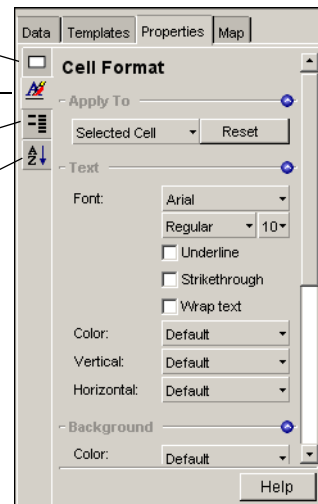 Data Templates Properties Map
Cell Format
Apply To
Selected Cell Reset
Text
Font: Arial
Regular 10
Underline
Strikethrough
Wrap text
Color: Default
Vertical: Default
Horizontal: Default
Background
Color: Default
Help